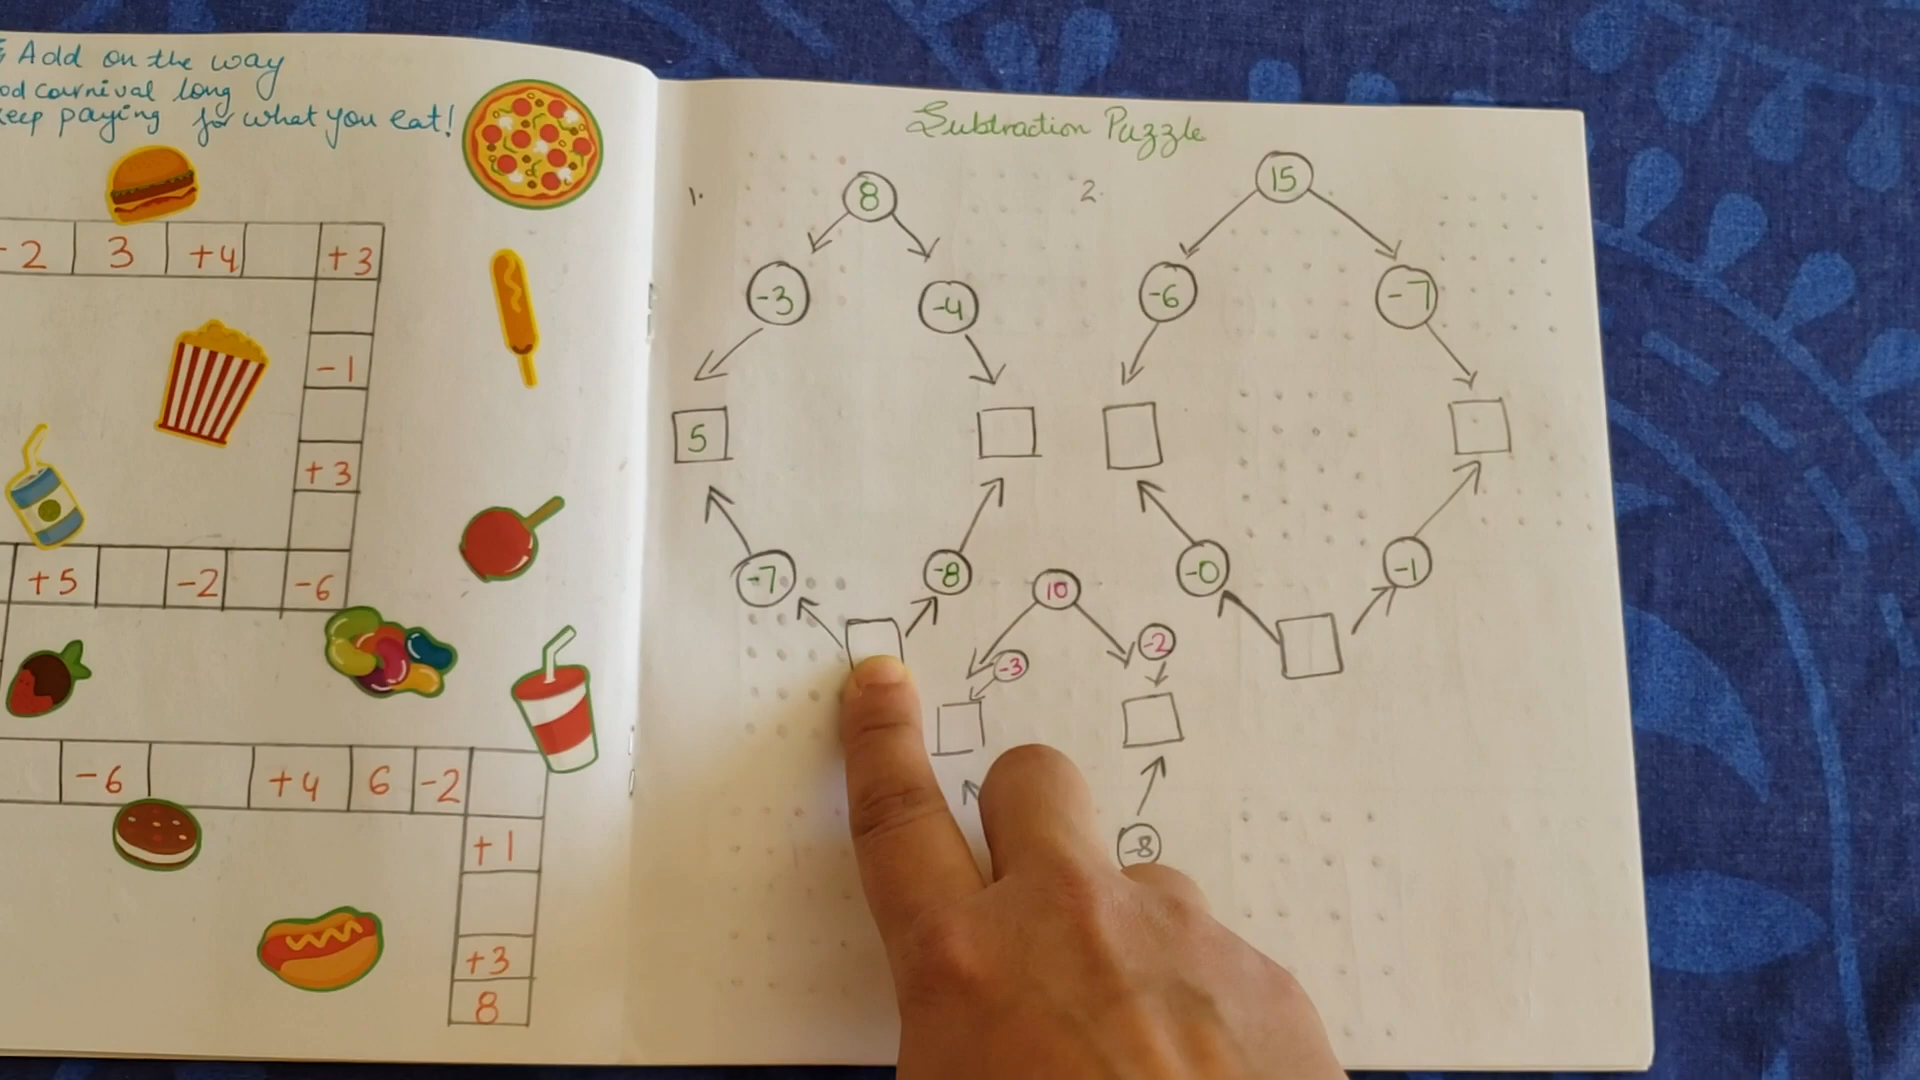 Add on the way
carnival long
keep paying for what you eat!
2 3 +4 +3
-1
+3
+5 -2 -6
-6 +4 6 -2
+1
+3
8
Subtraction Puzzle
1.
8
-3 -4
5
-7 -8
2.
15
-6 -7
-0 -1
10
-3 -2
-8